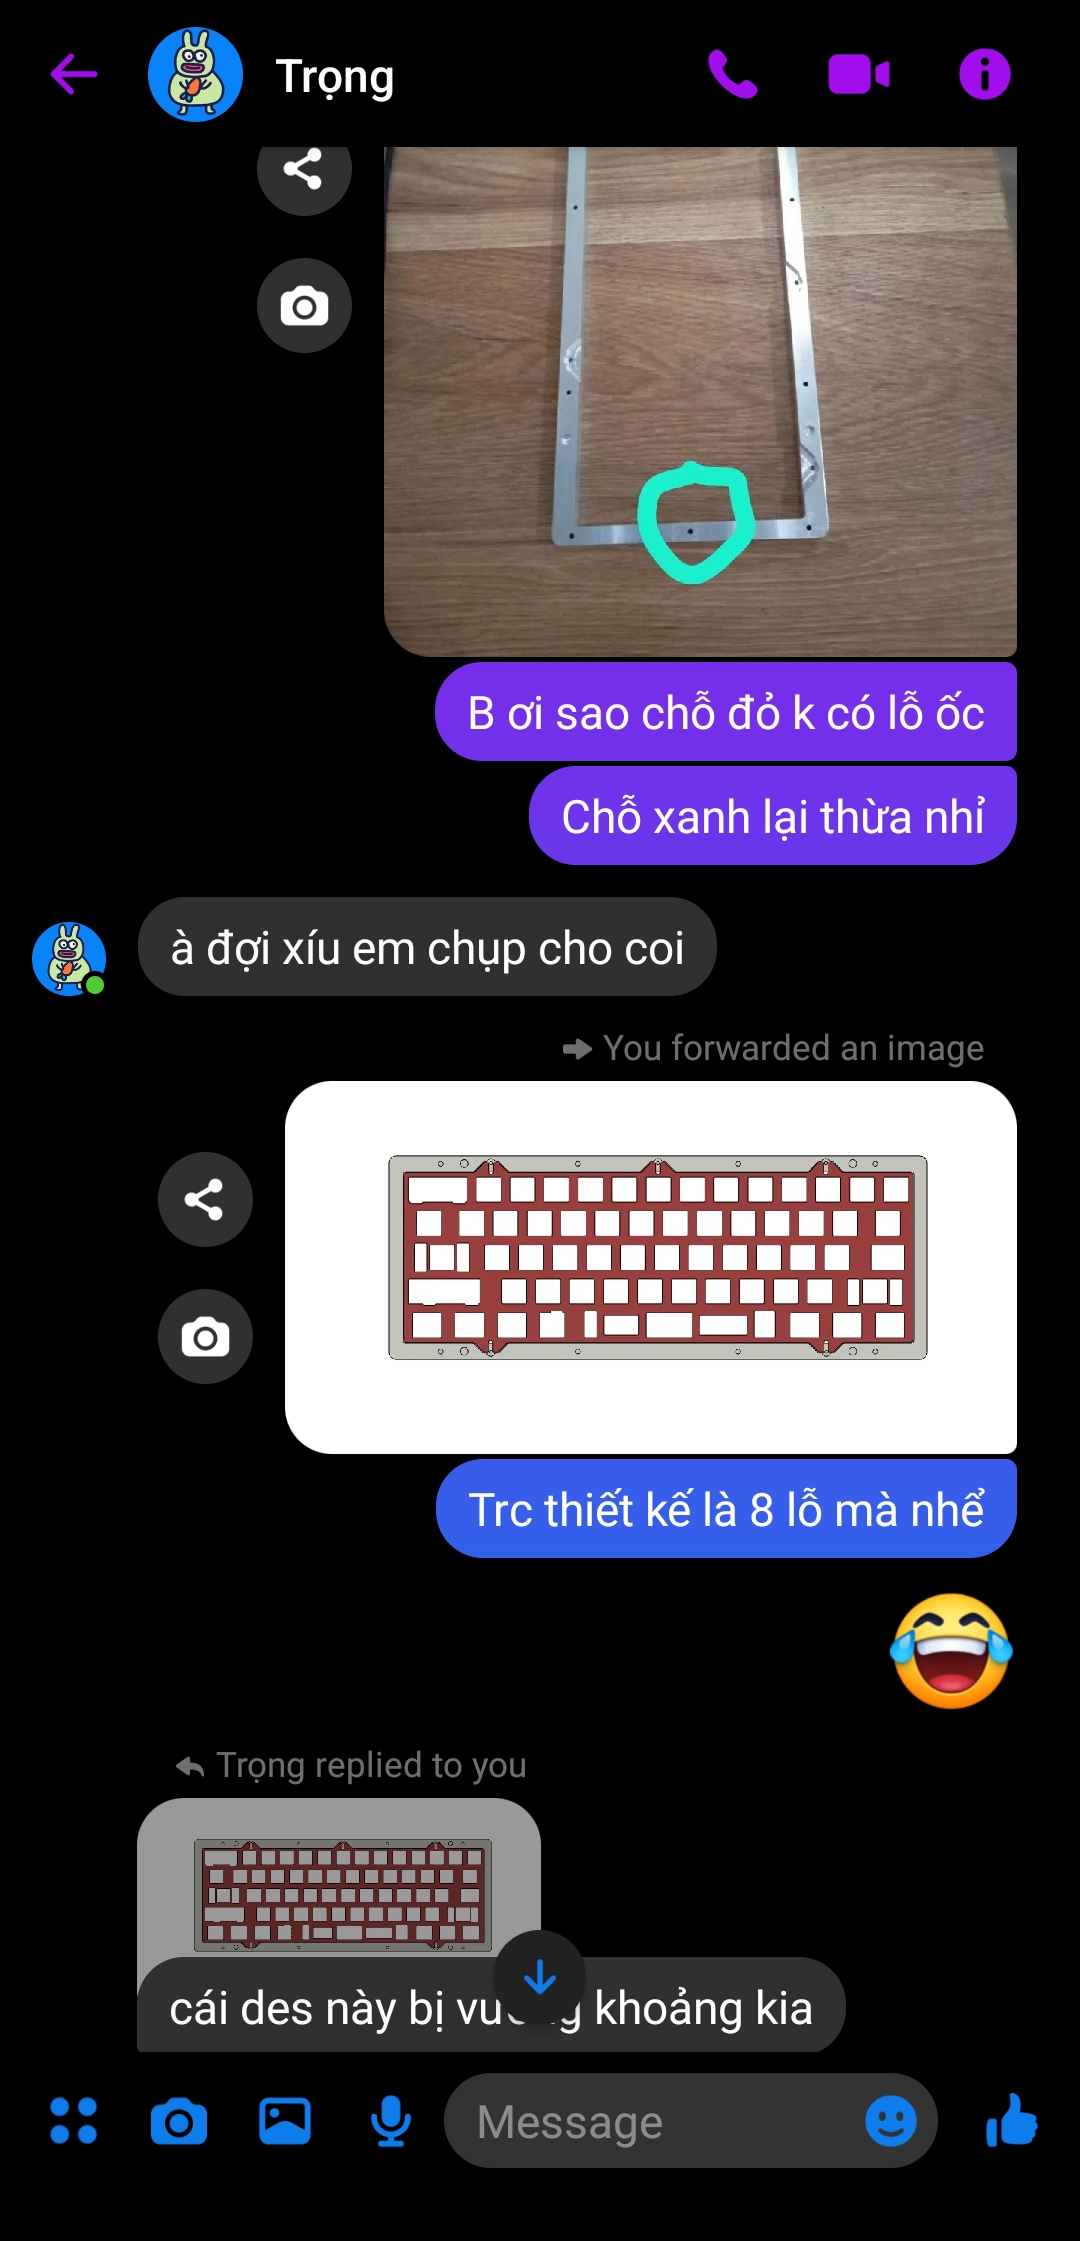 Trọng
B ơi sao chỗ đỏ k có lỗ ốc
Chỗ xanh lại thừa nhỉ
à đợi xíu em chụp cho coi
You forwarded an image
Trc thiết kế là 8 lỗ mà nhể
Trọng replied to you
cái des này bị khoảng kia
Message